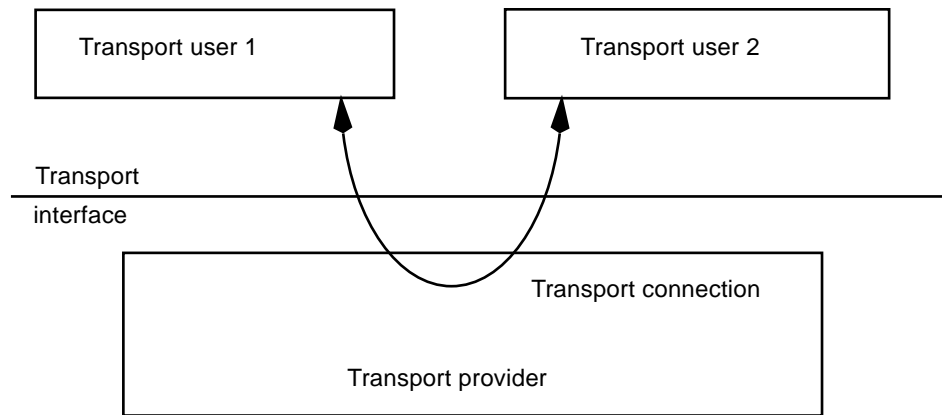 Transport user 1
Transport user 2
Transport
interface
Transport connection
Transport provider